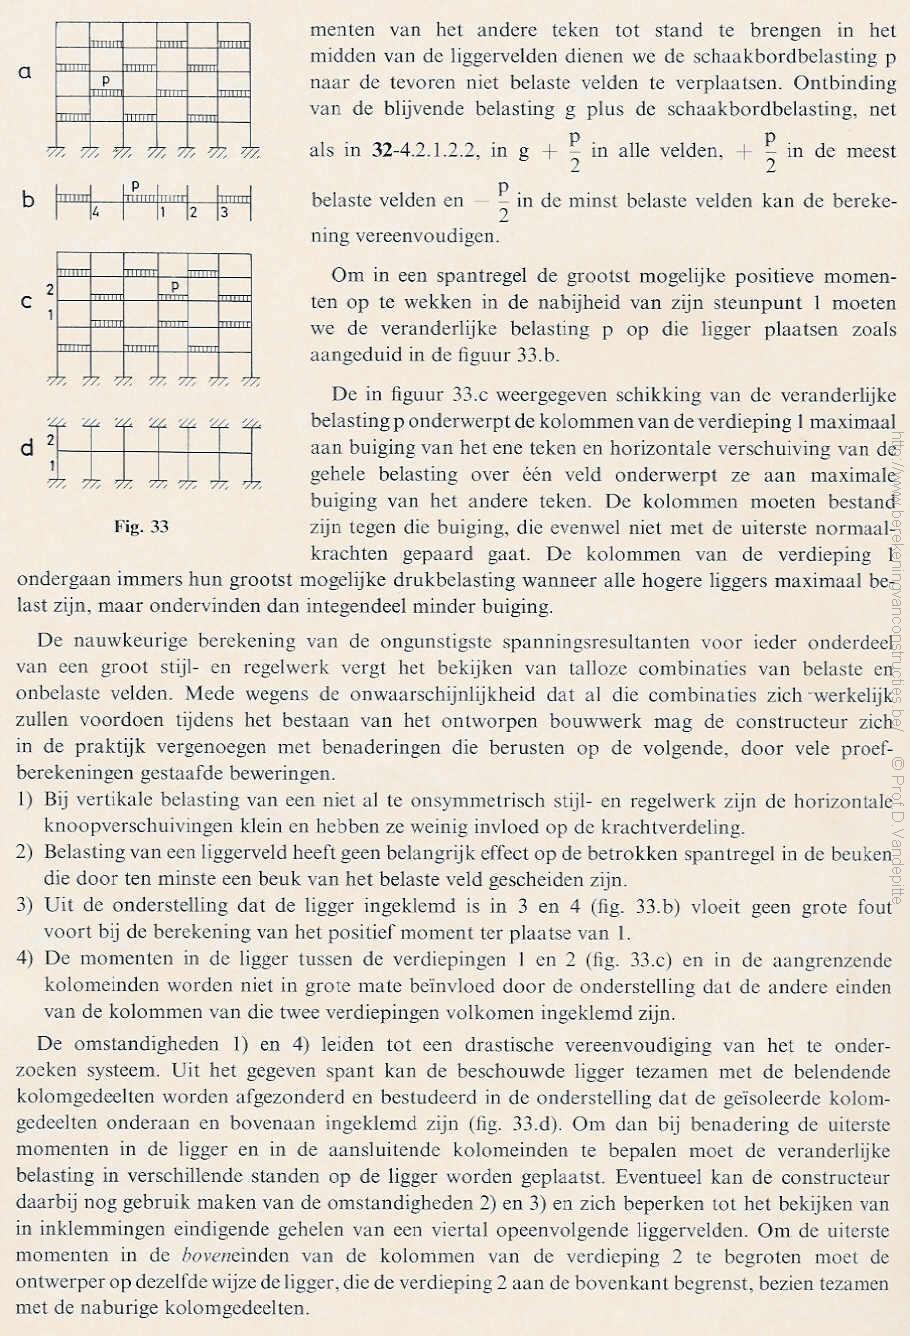 a
p
b
p
4
1
2
3
c
2
1
p
d
2
1
Fig. 33
menten van het andere teken tot stand te brengen in het
midden van de liggervelden dienen we de schaakbordbelasting p
naar de tevoren niet belaste velden te verplaatsen. Ontbinding
van de blijvende belasting g plus de schaakbordbelasting, net
als in 32-4.2.1.2.2, in g + p/2 in alle velden, + p/2 in de meest
belaste velden en − p/2 in de minst belaste velden kan de bereke-
ning vereenvoudigen.
Om in een spantregel de grootst mogelijke positieve momen-
ten op te wekken in de nabijheid van zijn steunpunt 1 moeten
we de veranderlijke belasting p op die ligger plaatsen zoals
aangeduid in de figuur 33.b.
De in figuur 33.c weergegeven schikking van de veranderlijke
belasting p onderwerpt de kolommen van de verdieping 1 maximaal
aan buiging van het ene teken en horizontale verschuiving van de
gehele belasting over één veld onderwerpt ze aan maximale
buiging van het andere teken. De kolommen moeten bestand
zijn tegen die buiging, die evenwel niet met de uiterste normaal-
krachten gepaard gaat. De kolommen van de verdieping 1
ondergaan immers hun grootst mogelijke drukbelasting wanneer alle hogere liggers maximaal be-
last zijn, maar ondervinden dan integendeel minder buiging.
De nauwkeurige berekening van de ongunstigste spanningsresultanten voor ieder onderdeel
van een groot stijl- en regelwerk vergt het bekijken van talloze combinaties van belaste en
onbelaste velden. Mede wegens de onwaarschijnlijkheid dat al die combinaties zich werkelijk
zullen voordoen tijdens het bestaan van het ontworpen bouwwerk mag de constructeur zich
in de praktijk vergenoegen met benaderingen die berusten op de volgende, door vele proef-
berekeningen gestaafde beweringen.
1) Bij vertikale belasting van een niet al te onsymmetrisch stijl- en regelwerk zijn de horizontale
knoopverschuivingen klein en hebben ze weinig invloed op de krachtverdeling.
2) Belasting van een liggerveld heeft geen belangrijk effect op de betrokken spantregel in de beuken
die door ten minste een beuk van het belaste veld gescheiden zijn.
3) Uit de onderstelling dat de ligger ingeklemd is in 3 en 4 (fig. 33.b) vloeit geen grote fout
voort bij de berekening van het positief moment ter plaatse van 1.
4) De momenten in de ligger tussen de verdiepingen 1 en 2 (fig. 33.c) en in de aangrenzende
kolomeinden worden niet in grote mate beïnvloed door de onderstelling dat de andere einden
van de kolommen van die twee verdiepingen volkomen ingeklemd zijn.
De omstandigheden 1) en 4) leiden tot een drastische vereenvoudiging van het te onder-
zoeken systeem. Uit het gegeven spant kan de beschouwde ligger tezamen met de belendende
kolomgedeelten worden afgezonderd en bestudeerd in de onderstelling dat de geïsoleerde kolom-
gedeelten onderaan en bovenaan ingeklemd zijn (fig. 33.d). Om dan bij benadering de uiterste
momenten in de ligger en in de aansluitende kolomeinden te bepalen moet de veranderlijke
belasting in verschillende standen op de ligger worden geplaatst. Eventueel kan de constructeur
daarbij nog gebruik maken van de omstandigheden 2) en 3) en zich beperken tot het bekijken van
in inklemmingen eindigende gehelen van een viertal opeenvolgende liggervelden. Om de uiterste
momenten in de boveneinden van de kolommen van de verdieping 2 te begroten moet de
ontwerper op dezelfde wijze de ligger, die de verdieping 2 aan de bovenkant begrenst, bezien tezamen
met de naburige kolomgedeelten.
http://www.berekeningvanconstructies.be/ © Prof.D.Vandepitte